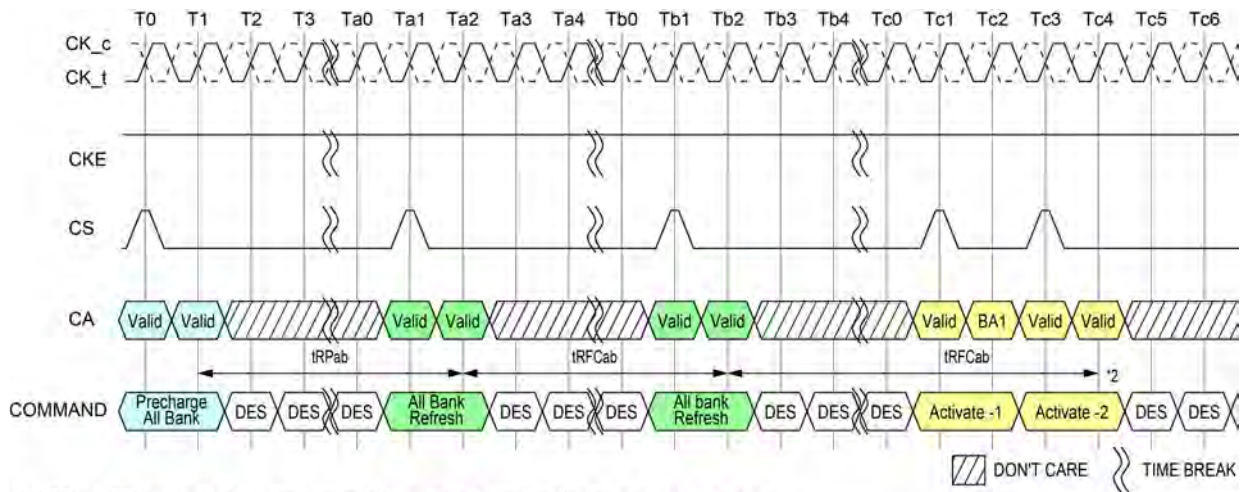 T0 T1 T2 T3 Ta0 Ta1 Ta2 Ta3 Ta4 Tb0 Tb1 Tb2 Tb3 Tb4 Tc0 Tc1 Tc2 Tc3 Tc4 Tc5 Tc6
CK_c
CK_t
CKE
CS
CA Valid Valid Valid Valid Valid Valid Valid BA1 Valid Valid
tRPab tRFCab tRFCab
*2
COMMAND Precharge All Bank DES DES DES All Bank Refresh DES DES DES All bank Refresh DES DES DES Activate -1 Activate -2 DES DES
DON'T CARE TIME BREAK